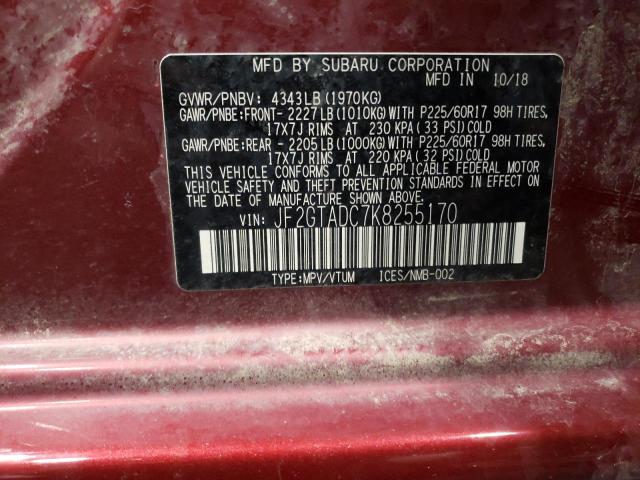 MFD BY SUBARU CORPORATION
MFD IN 10/18
GVWR/PNBV: 4343LB(1970KG)
GAWR/PNBE:FRONT- 2227LB(1010KG)WITH P225/60R17 98H TIRES,
17X7J RIMS AT 230 KPA(33 PSI)COLD
GAWR/PNBE:REAR - 2205LB(1000KG)WITH P225/60R17 98H TIRES,
17X7J RIMS AT 220 KPA(32 PSI)COLD
THIS VEHICLE CONFORMS TO ALL APPLICABLE U.S. FEDERAL MOTOR
VEHICLE SAFETY AND THEFT PREVENTION STANDARDS IN EFFECT ON
THE DATE OF MANUFACTURE SHOWN ABOVE.
VIN: JF2GTADC7K8255170
TYPE:MPV/VTUM ICES/NMB-002